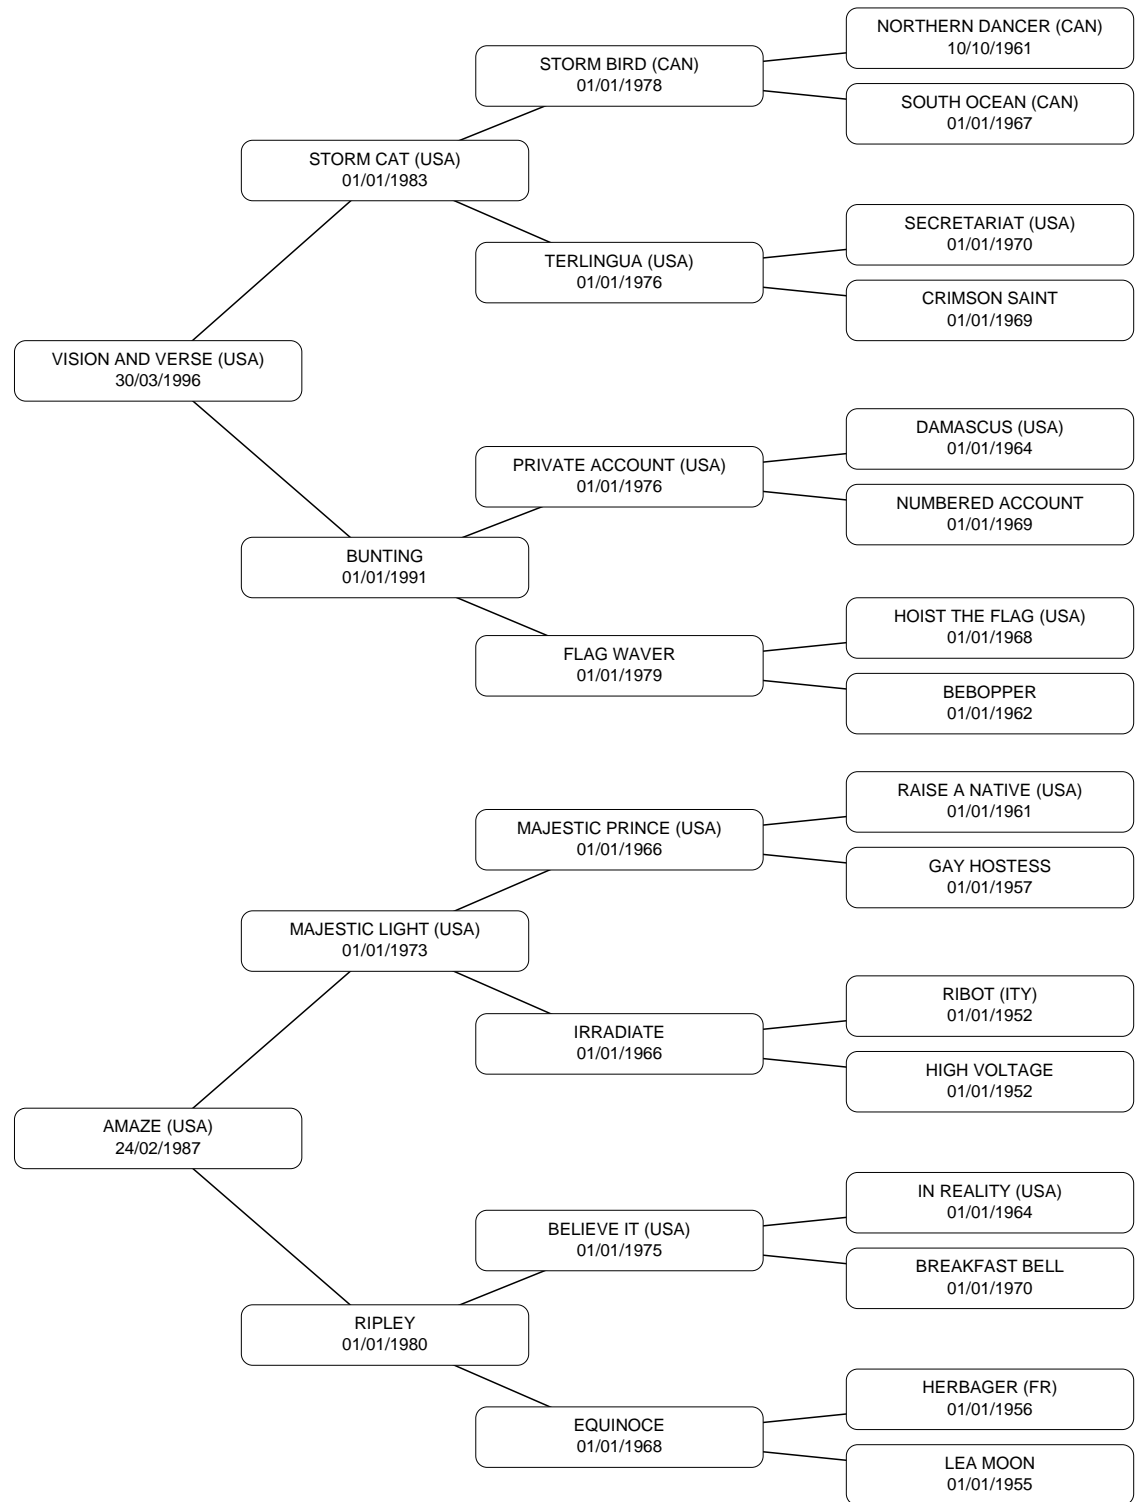 NORTHERN DANCER (CAN)
10/10/1961
STORM BIRD (CAN)
01/01/1978
SOUTH OCEAN (CAN)
01/01/1967
STORM CAT (USA)
01/01/1983
SECRETARIAT (USA)
01/01/1970
TERLINGUA (USA)
01/01/1976
CRIMSON SAINT
01/01/1969
VISION AND VERSE (USA)
30/03/1996
DAMASCUS (USA)
01/01/1964
PRIVATE ACCOUNT (USA)
01/01/1976
NUMBERED ACCOUNT
01/01/1969
BUNTING
01/01/1991
HOIST THE FLAG (USA)
01/01/1968
FLAG WAVER
01/01/1979
BEBOPPER
01/01/1962
RAISE A NATIVE (USA)
01/01/1961
MAJESTIC PRINCE (USA)
01/01/1966
GAY HOSTESS
01/01/1957
MAJESTIC LIGHT (USA)
01/01/1973
RIBOT (ITY)
01/01/1952
IRRADIATE
01/01/1966
HIGH VOLTAGE
01/01/1952
AMAZE (USA)
24/02/1987
IN REALITY (USA)
01/01/1964
BELIEVE IT (USA)
01/01/1975
BREAKFAST BELL
01/01/1970
RIPLEY
01/01/1980
HERBAGER (FR)
01/01/1956
EQUINOCE
01/01/1968
LEA MOON
01/01/1955